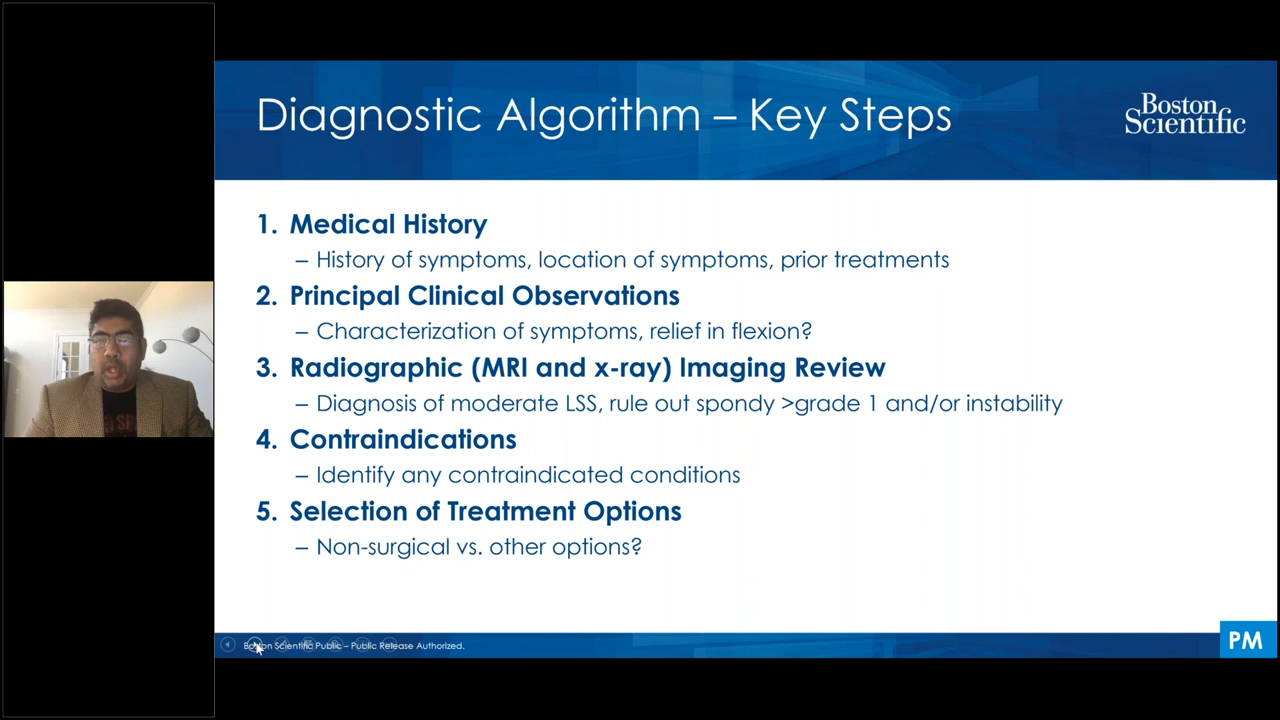 Diagnostic Algorithm – Key Steps
Boston
Scientific
1. Medical History
– History of symptoms, location of symptoms, prior treatments
2. Principal Clinical Observations
– Characterization of symptoms, relief in flexion?
3. Radiographic (MRI and x-ray) Imaging Review
– Diagnosis of moderate LSS, rule out spondy >grade 1 and/or instability
4. Contraindications
– Identify any contraindicated conditions
5. Selection of Treatment Options
– Non-surgical vs. other options?
Boston Scientific Public – Public Release Authorized.
PM